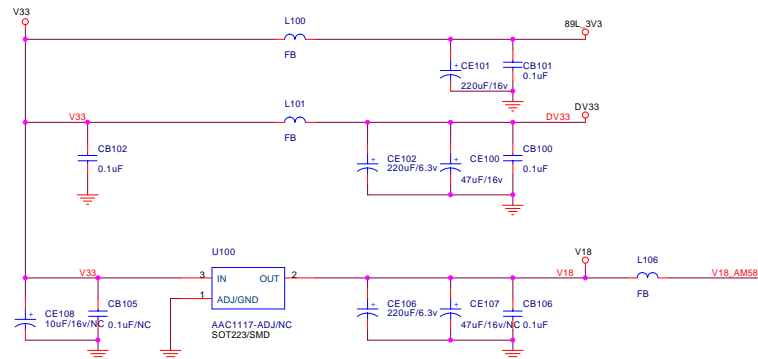 V33
L100
FB
89L_3V3
CE101
220uF/16v
CB101
0.1uF
V33
L101
FB
DV33
DV33
CB102
0.1uF
CE102
220uF/6.3v
CE100
47uF/16v
CB100
0.1uF
V33
U100
3 IN OUT 2
1 ADJ/GND
AAC1117-ADJ/NC
SOT223/SMD
V18
V18
L106
FB
V18_AM58
CE108
10uF/16v/NC
CB105
0.1uF/NC
CE106
220uF/6.3v
CE107
47uF/16v/NC
CB106
0.1uF